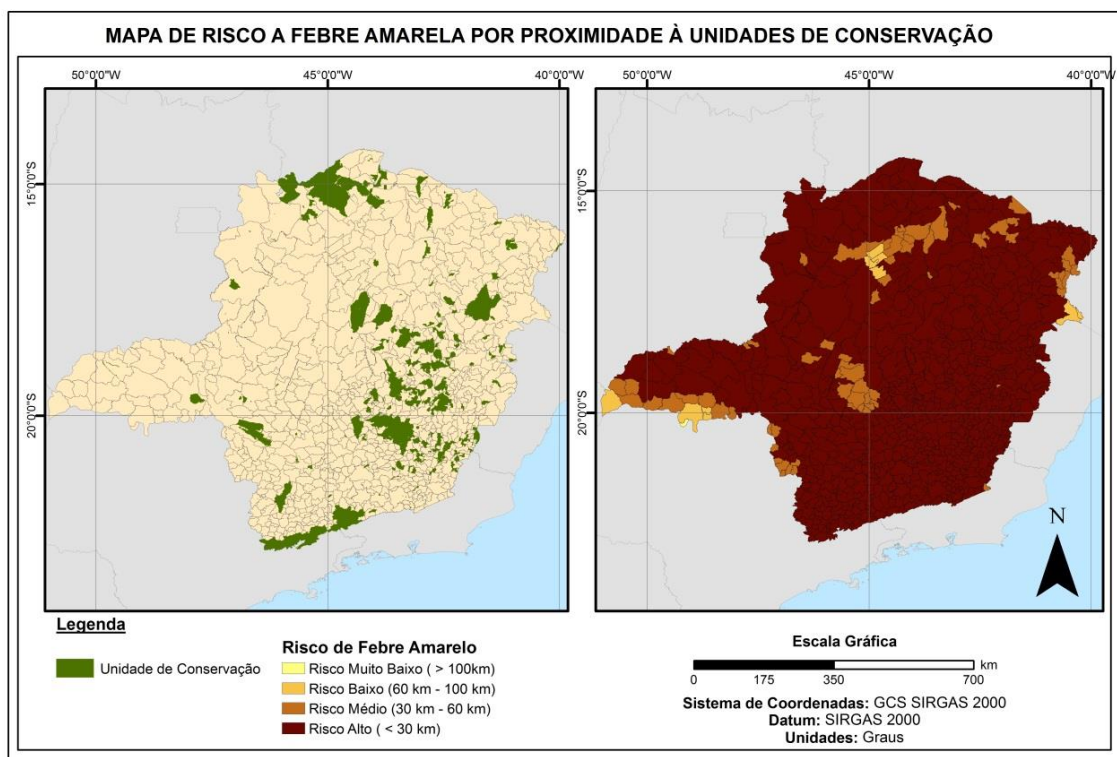 MAPA DE RISCO A FEBRE AMARELA POR PROXIMIDADE À UNIDADES DE CONSERVAÇÃO
50°0'0"W 45°0'0"W 40°0'0"W
50°0'0"W 45°0'0"W 40°0'0"W
15°0'0"S
20°0'0"S
15°0'0"S
20°0'0"S
N
Legenda
Unidade de Conservação
Risco de Febre Amarelo
Risco Muito Baixo ( > 100km)
Risco Baixo (60 km - 100 km)
Risco Médio (30 km - 60 km)
Risco Alto ( < 30 km)
Escala Gráfica
km
0 175 350 700
Sistema de Coordenadas: GCS SIRGAS 2000
Datum: SIRGAS 2000
Unidades: Graus